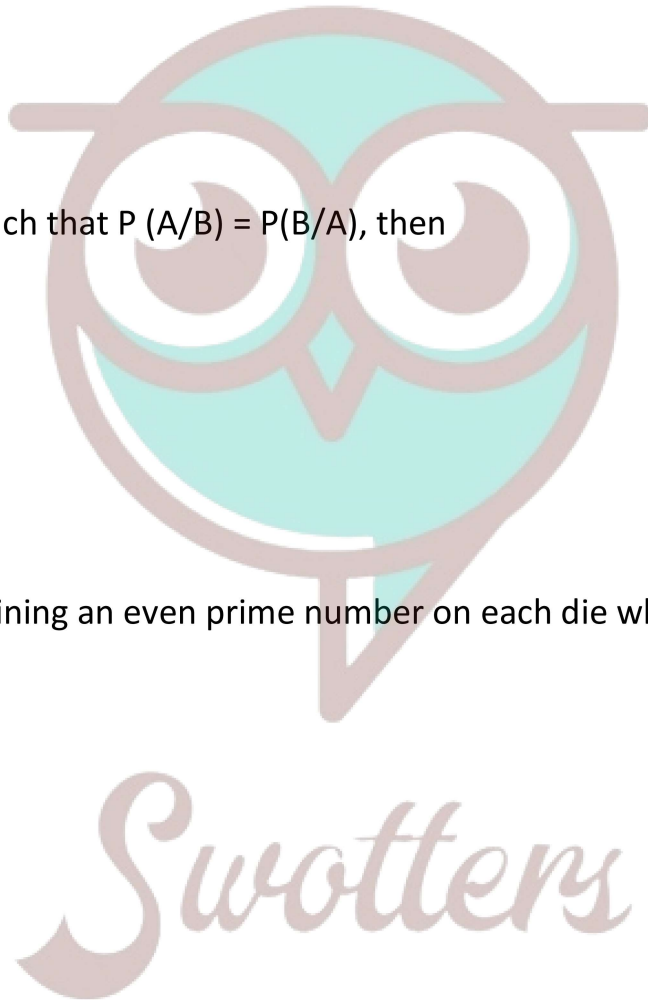 ch that P (A/B) = P(B/A), then
ining an even prime number on each die wh
Swotters